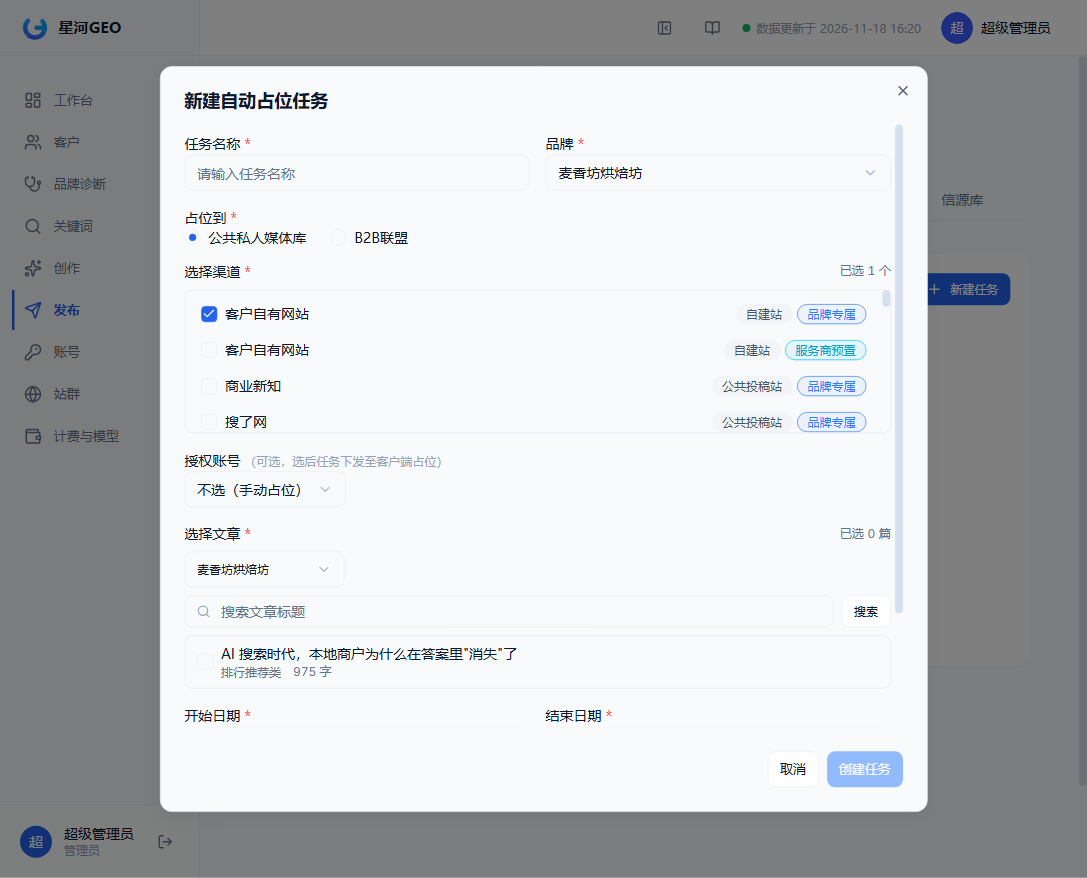 星河GEO
数据更新于 2026-11-18 16:20
超
超级管理员
工作台
客户
品牌诊断
关键词
创作
发布
账号
站群
计费与模型
信源库
+ 新建任务
新建自动占位任务
任务名称 *
品牌 *
请输入任务名称
麦香坊烘焙坊
占位到 *
公共私人媒体库
B2B联盟
选择渠道 *
已选 1 个
客户自有网站 自建站 品牌专属
客户自有网站 自建站 服务商预置
商业新知 公共投稿站 品牌专属
搜了网 公共投稿站 品牌专属
授权账号 (可选，选后任务下发至客户端占位)
不选（手动占位）
选择文章 *
已选 0 篇
麦香坊烘焙坊
搜索文章标题
搜索
AI 搜索时代，本地商户为什么在答案里"消失"了
排行推荐类 975 字
开始日期 *
结束日期 *
取消
创建任务
超
超级管理员
管理员